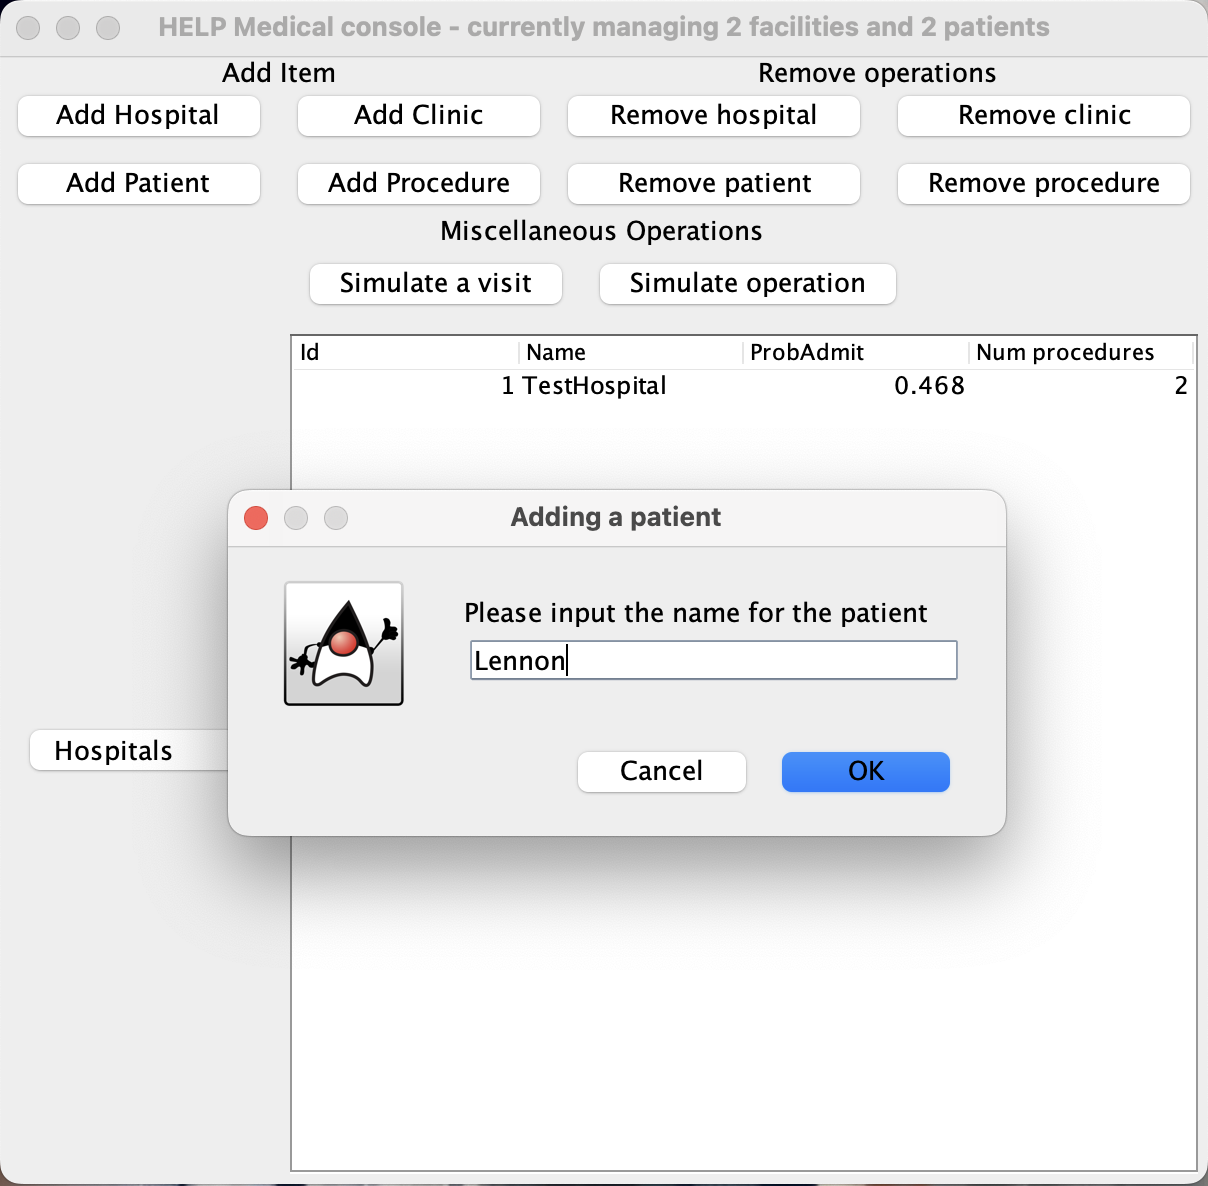 HELP Medical console - currently managing 2 facilities and 2 patients
Add Item Remove operations
Add Hospital Add Clinic Remove hospital Remove clinic
Add Patient Add Procedure Remove patient Remove procedure
Miscellaneous Operations
Simulate a visit Simulate operation
Id Name ProbAdmit Num procedures
1 TestHospital 0.468 2
Adding a patient
Please input the name for the patient
Lennon
Hospitals
Cancel OK